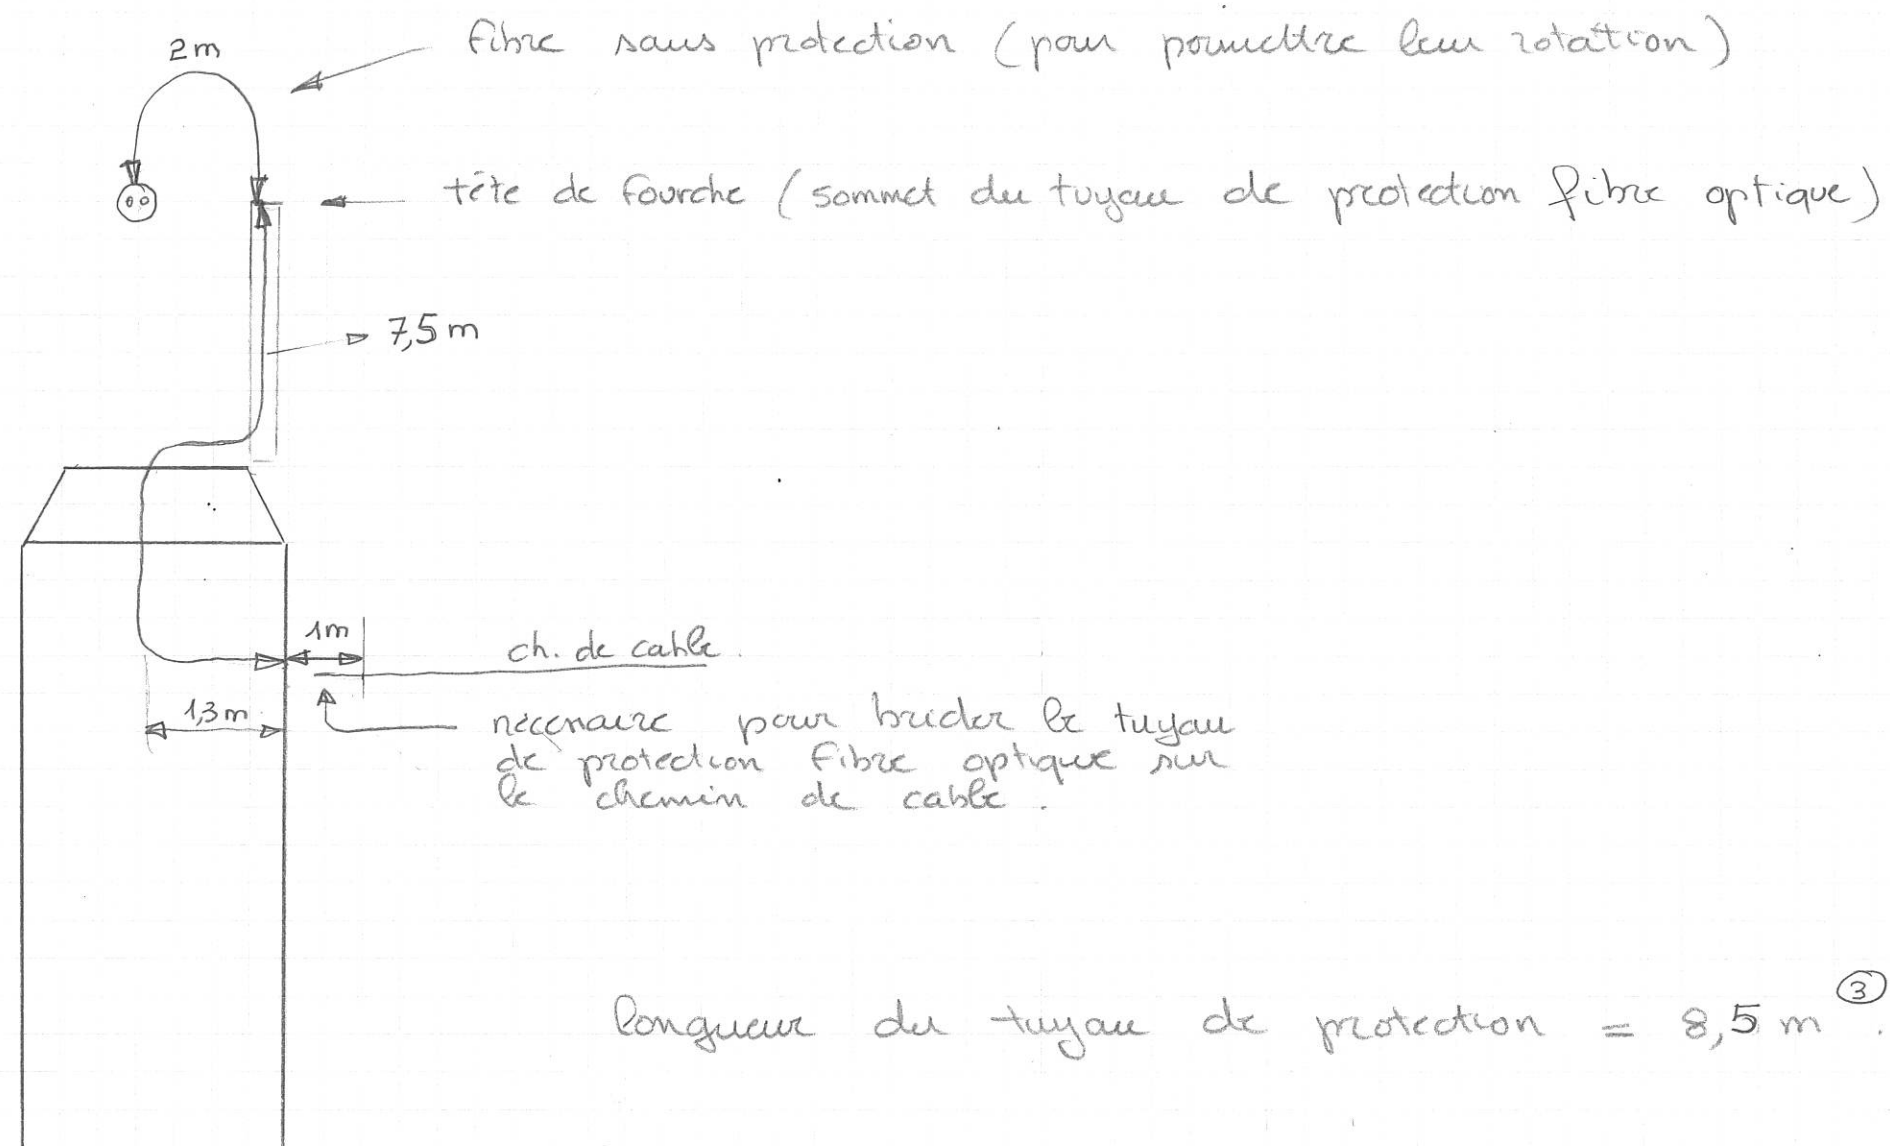 2m
fibre sans protection (pour permettre leur rotation)
tête de fourche (sommet du tuyau de protection fibre optique)
7,5 m
1m
ch. de cable.
1,3 m
nécenaire pour brider le tuyau
de protection fibre optique sur
le chemin de cable.
3
longueur du tuyau de protection = 8,5 m.